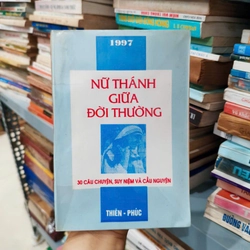 1997
NỮ THÁNH
GIỮA
ĐỜI THƯỜNG
30 CÂU CHUYỆN, SUY NIỆM VÀ CẦU NGUYỆN
THIÊN - PHÚC